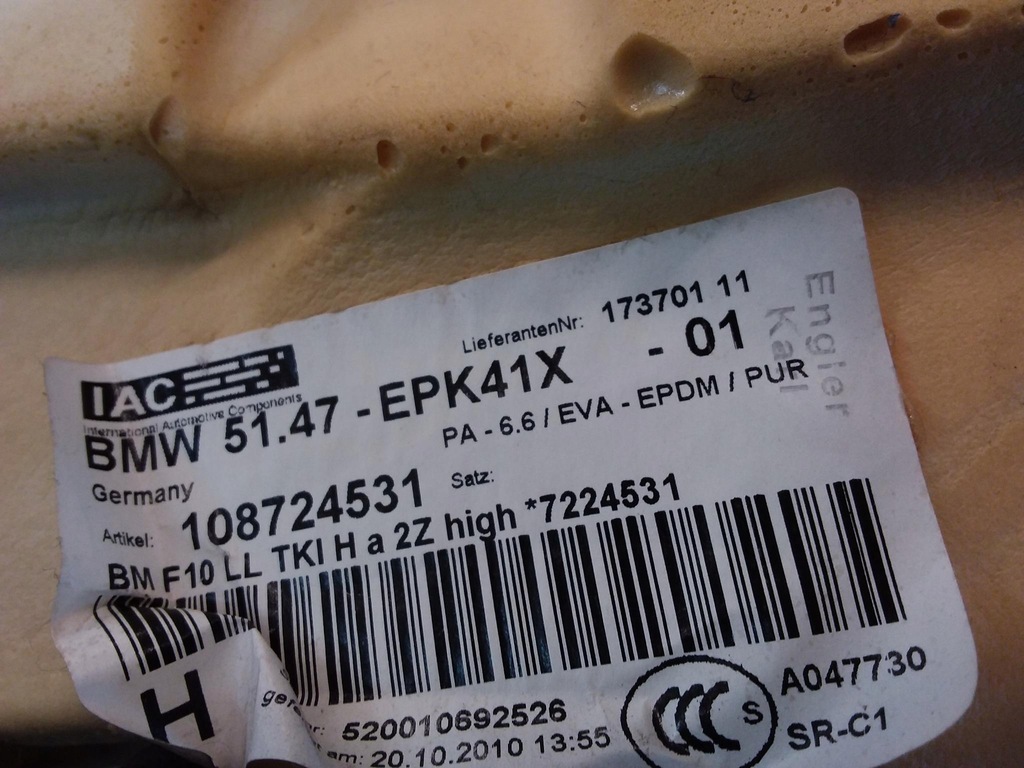 IAC
International Automotive Components
LieferantenNr: 173701 11
BMW 51.47 - EPK41X - 01
Germany
PA - 6.6 / EVA - EPDM / PUR
Engler
Karl
Artikel: 108724531 Satz:
BM F10 LL TKI H a 2Z high *7224531
H
520010692526
am: 20.10.2010 13:55
CCC S
A047730
SR-C1